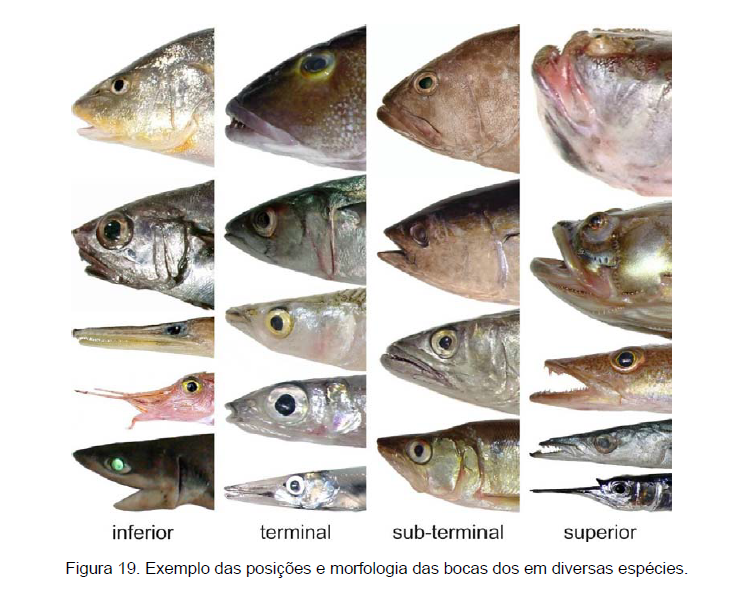 inferior terminal sub-terminal superior
Figura 19. Exemplo das posições e morfologia das bocas dos em diversas espécies.